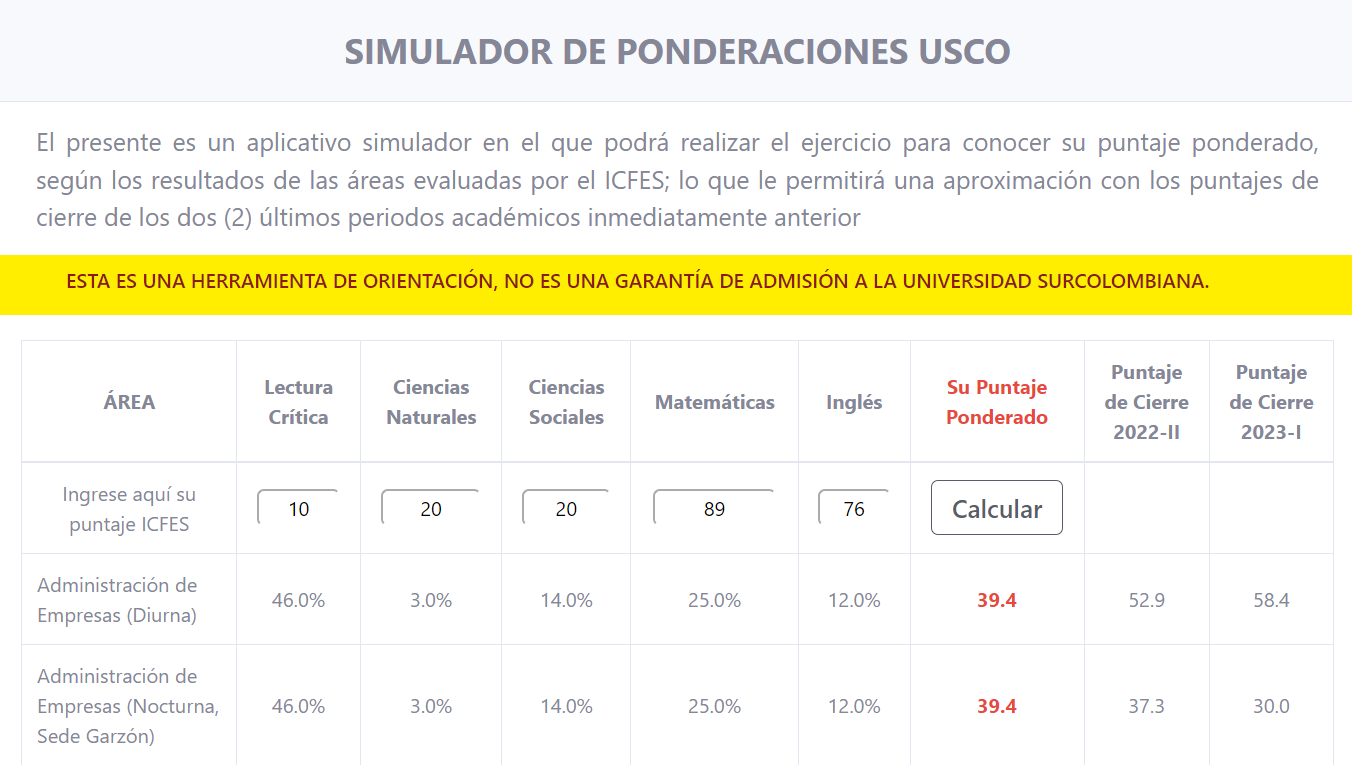 SIMULADOR DE PONDERACIONES USCO
El presente es un aplicativo simulador en el que podrá realizar el ejercicio para conocer su puntaje ponderado,
según los resultados de las áreas evaluadas por el ICFES; lo que le permitirá una aproximación con los puntajes de
cierre de los dos (2) últimos periodos académicos inmediatamente anterior
ESTA ES UNA HERRAMIENTA DE ORIENTACIÓN, NO ES UNA GARANTÍA DE ADMISIÓN A LA UNIVERSIDAD SURCOLOMBIANA.
ÁREA
Lectura
Crítica
Ciencias
Naturales
Ciencias
Sociales
Matemáticas
Inglés
Su Puntaje
Ponderado
Puntaje
de Cierre
2022-II
Puntaje
de Cierre
2023-I
Ingrese aquí su
puntaje ICFES
10
20
20
89
76
Calcular
Administración de
Empresas (Diurna)
46.0%
3.0%
14.0%
25.0%
12.0%
39.4
52.9
58.4
Administración de
Empresas (Nocturna,
Sede Garzón)
46.0%
3.0%
14.0%
25.0%
12.0%
39.4
37.3
30.0